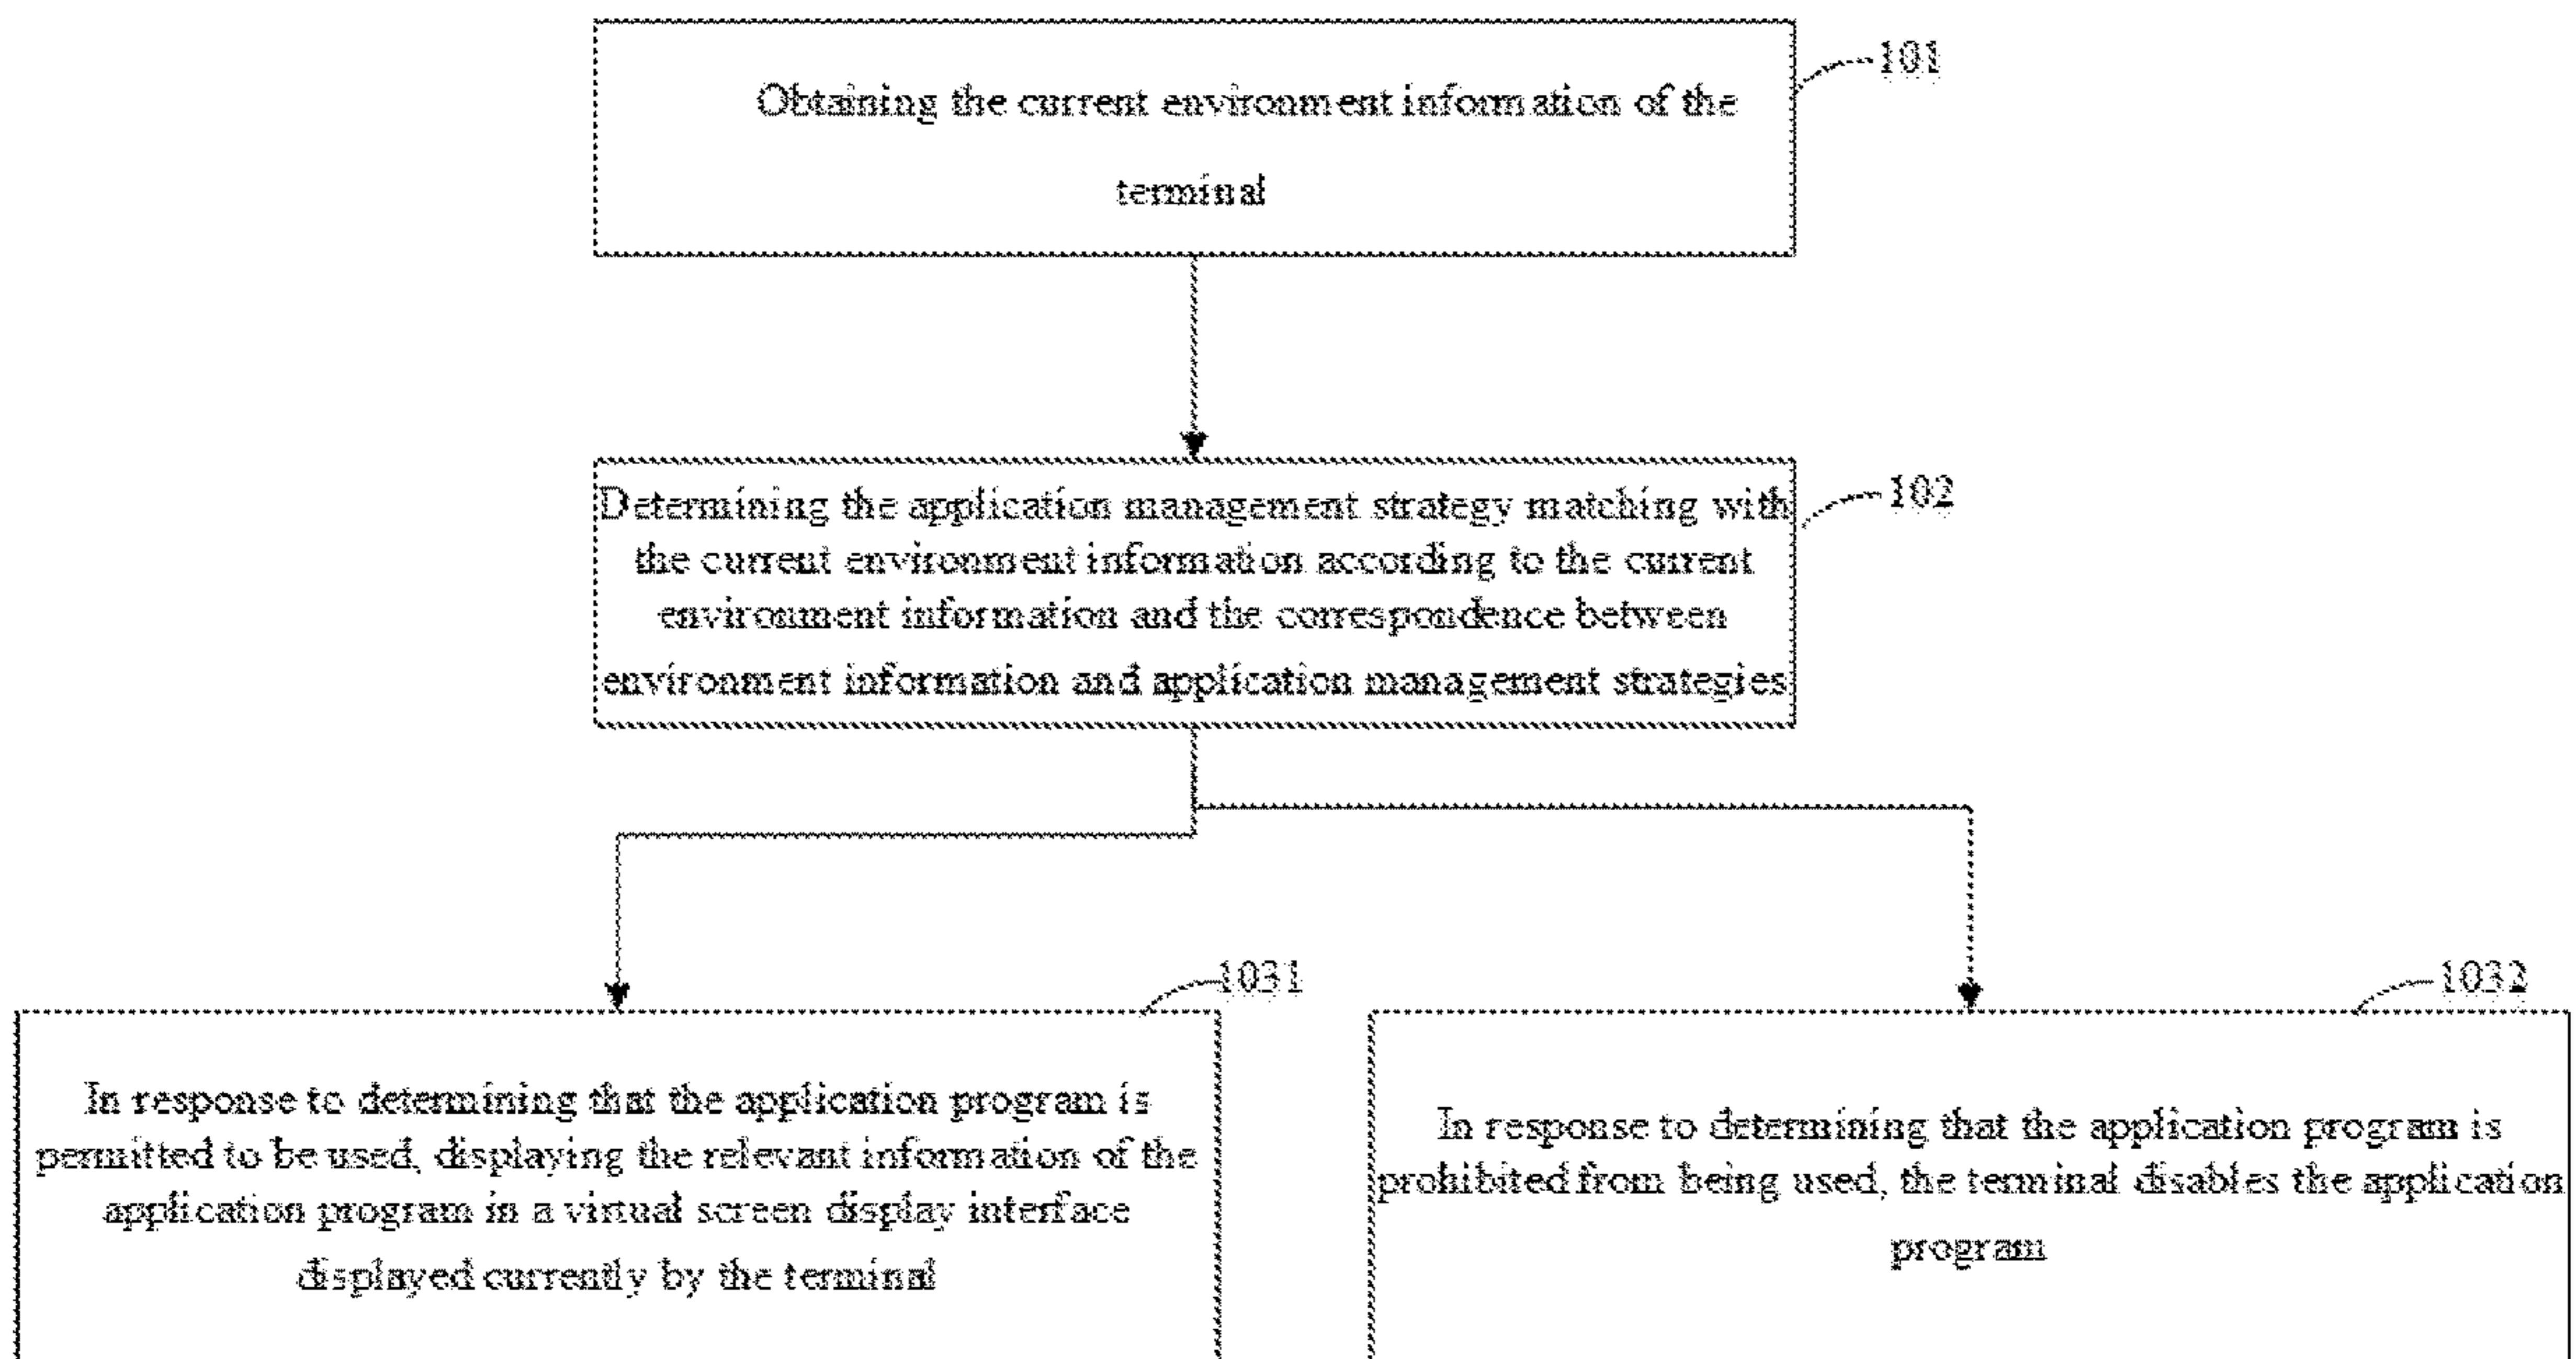 101
Obtaining the current environment information of the
terminal
102
Determining the application management strategy matching with
the current environment information according to the current
environment information and the correspondence between
environment information and application management strategies
1031
In response to determining that the application program is
permitted to be used, displaying the relevant information of the
application program in a virtual screen display interface
displayed currently by the terminal
1032
In response to determining that the application program is
prohibited from being used, the terminal disables the application
program